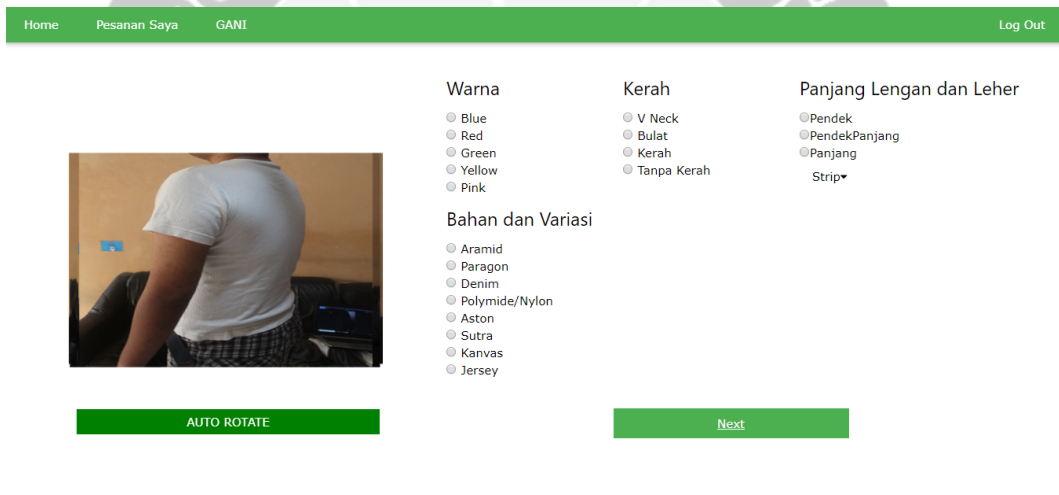 Home Pesanan Saya GANI Log Out
Warna
Blue
Red
Green
Yellow
Pink
Kerah
V Neck
Bulat
Kerah
Tanpa Kerah
Panjang Lengan dan Leher
Pendek
PendekPanjang
Panjang
Strip
Bahan dan Variasi
Aramid
Paragon
Denim
Polymide/Nylon
Aston
Sutra
Kanvas
Jersey
AUTO ROTATE
Next